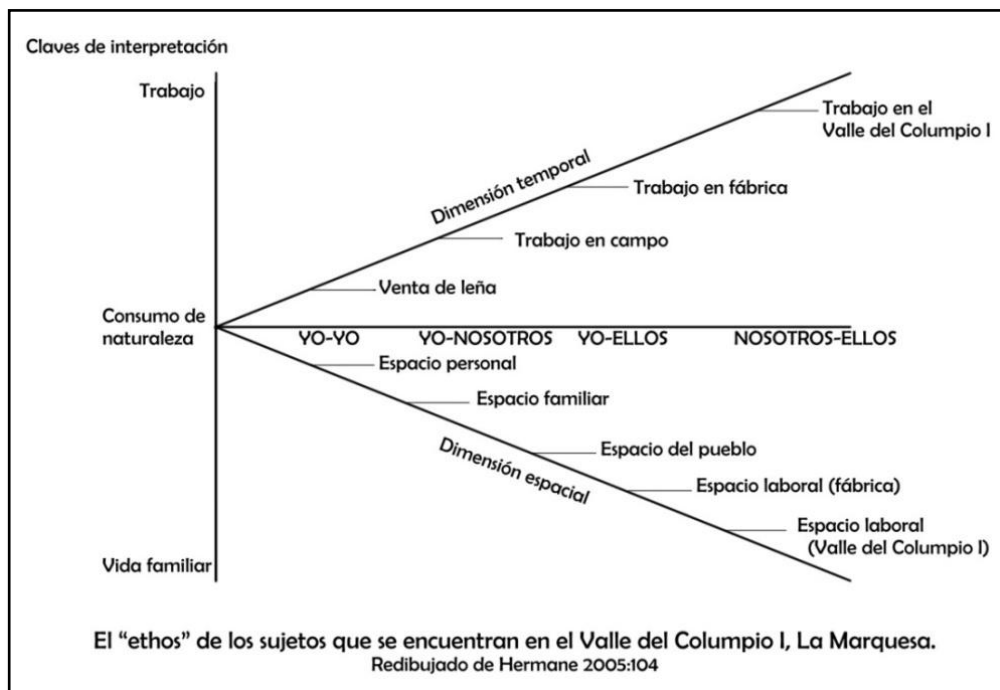 Claves de interpretación
Trabajo
Trabajo en el
Valle del Columpio I
Dimensión temporal
Trabajo en fábrica
Trabajo en campo
Venta de leña
Consumo de
naturaleza
YO-YO
YO-NOSOTROS
YO-ELLOS
NOSOTROS-ELLOS
Espacio personal
Espacio familiar
Dimensión espacial
Espacio del pueblo
Espacio laboral (fábrica)
Espacio laboral
(Valle del Columpio I)
Vida familiar
El “ethos” de los sujetos que se encuentran en el Valle del Columpio I, La Marquesa.
Redibujado de Hermane 2005:104